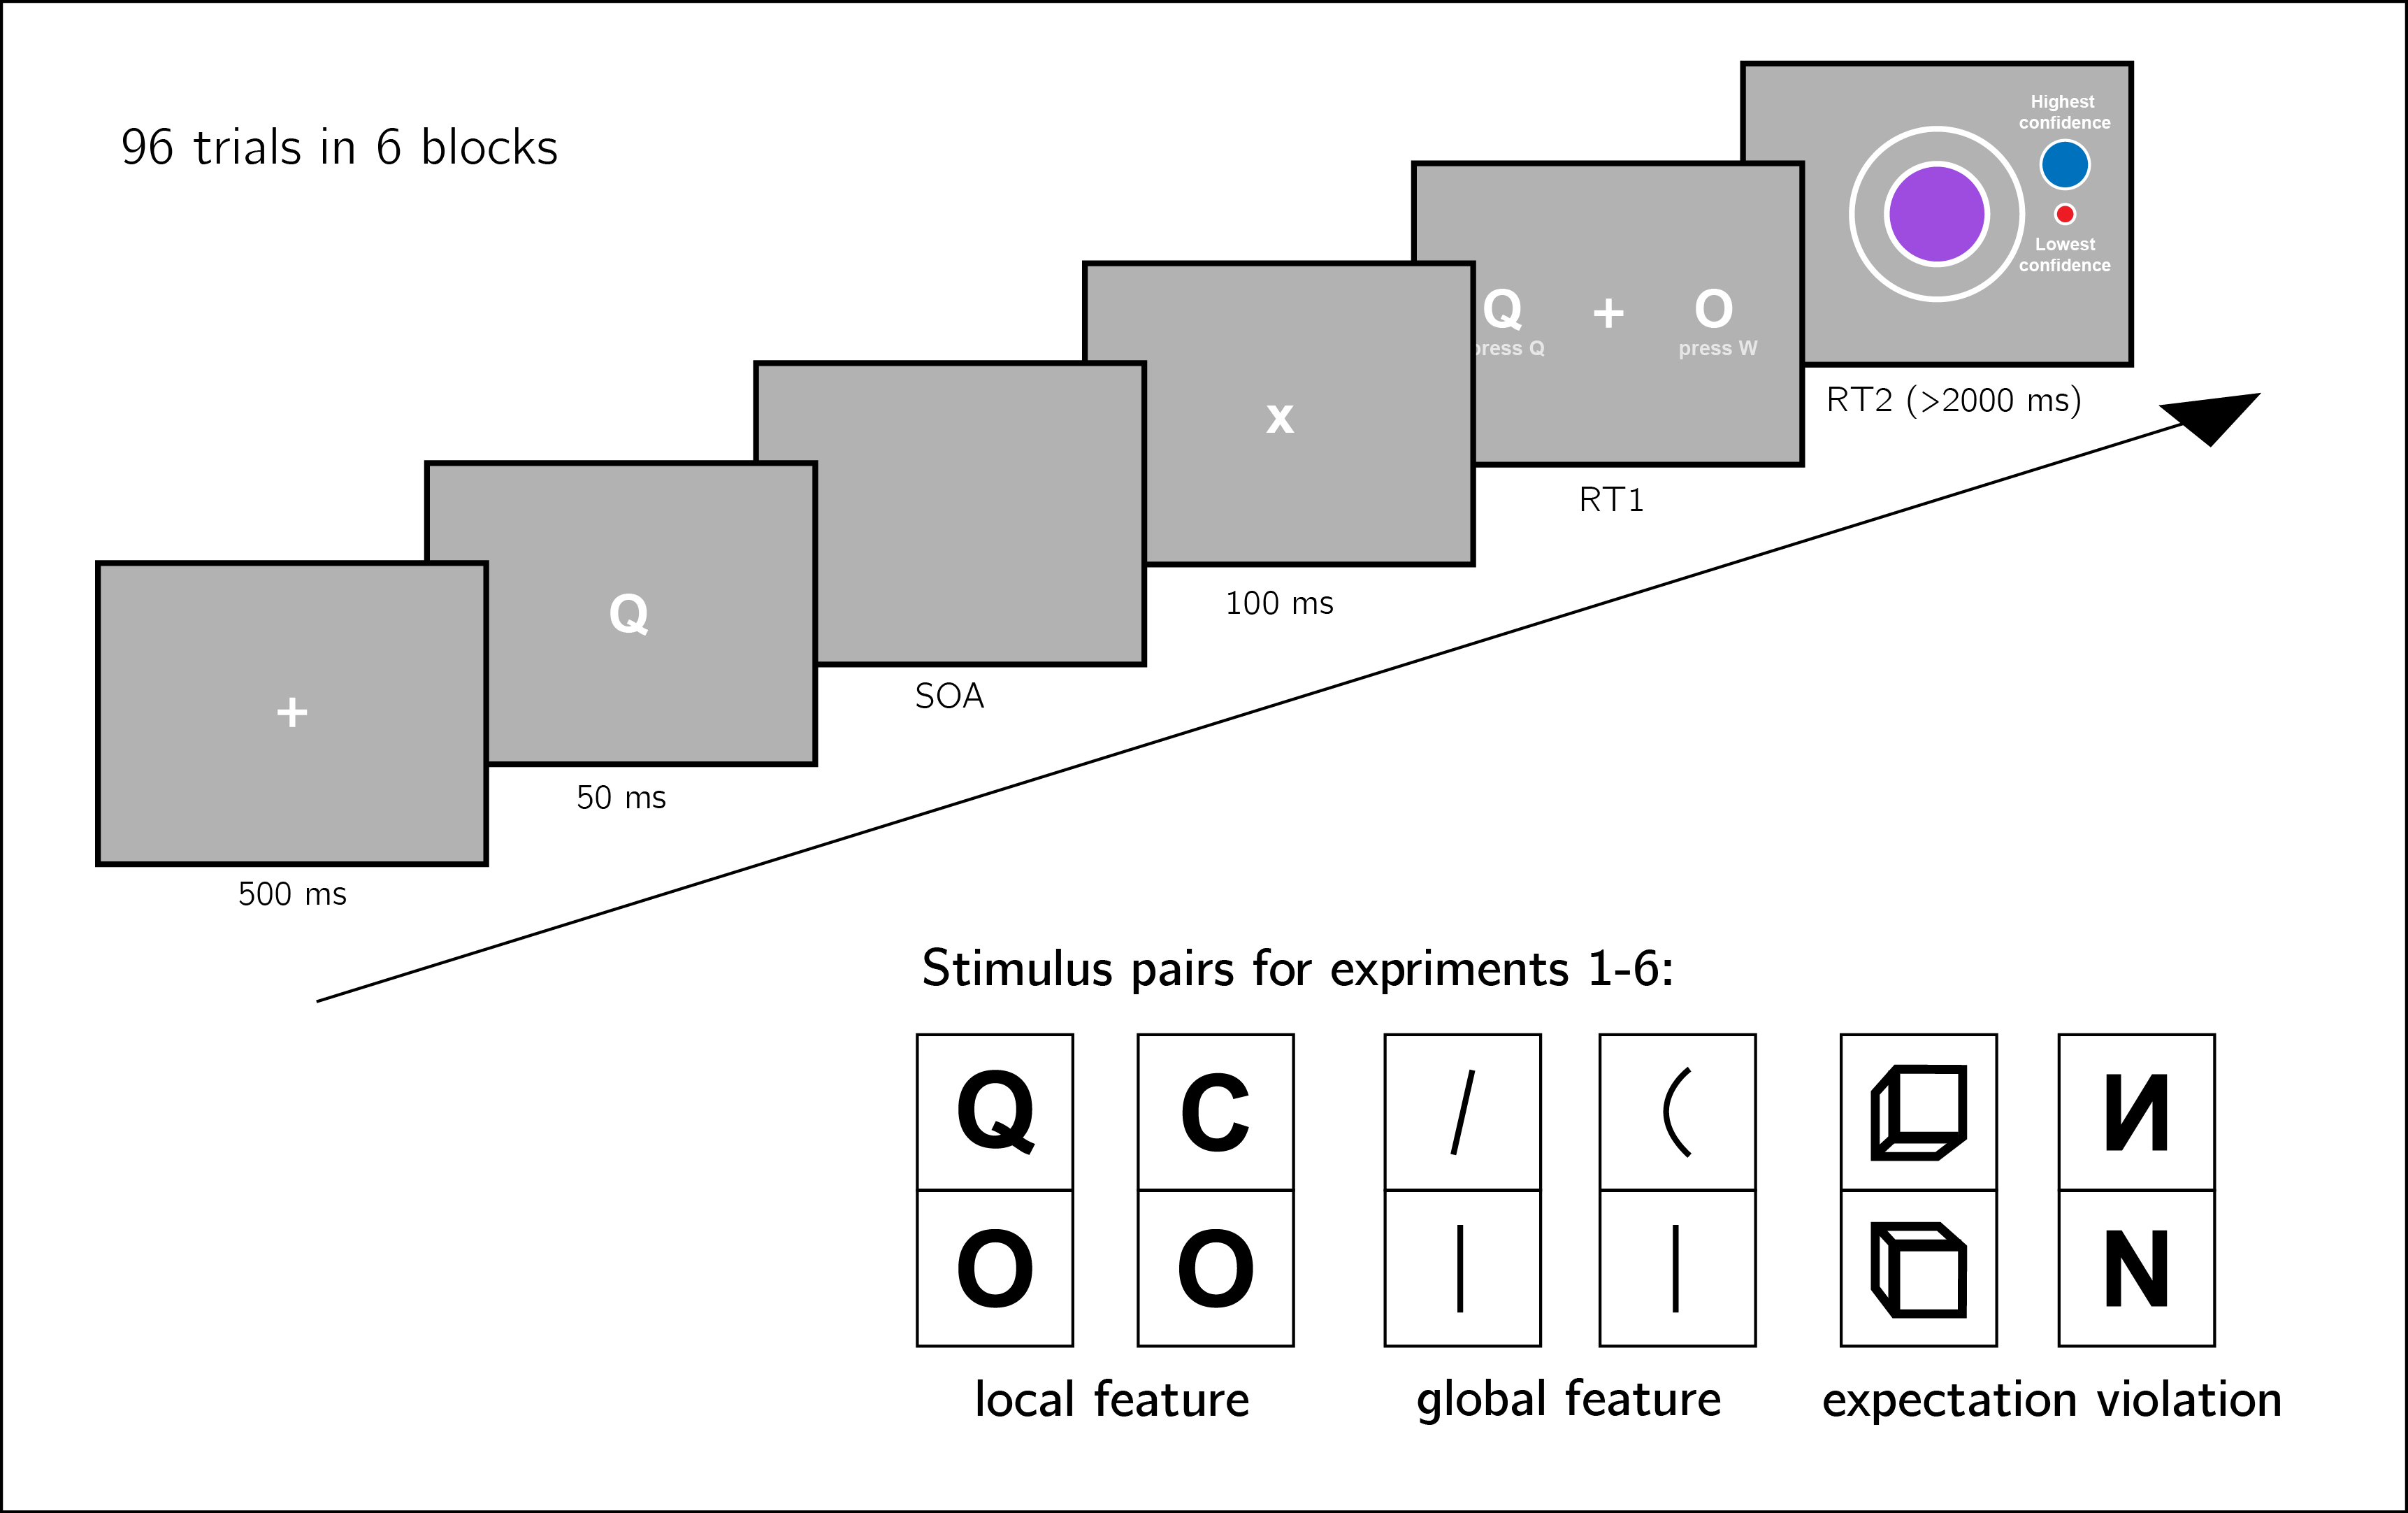 96 trials in 6 blocks
+
500 ms
Q
50 ms
SOA
x
100 ms
Q + O
press Q press W
RT1
Highest
confidence
Lowest
confidence
RT2 (>2000 ms)
Stimulus pairs for expriments 1-6:
Q C / ( И
O O | | N
local feature global feature expectation violation